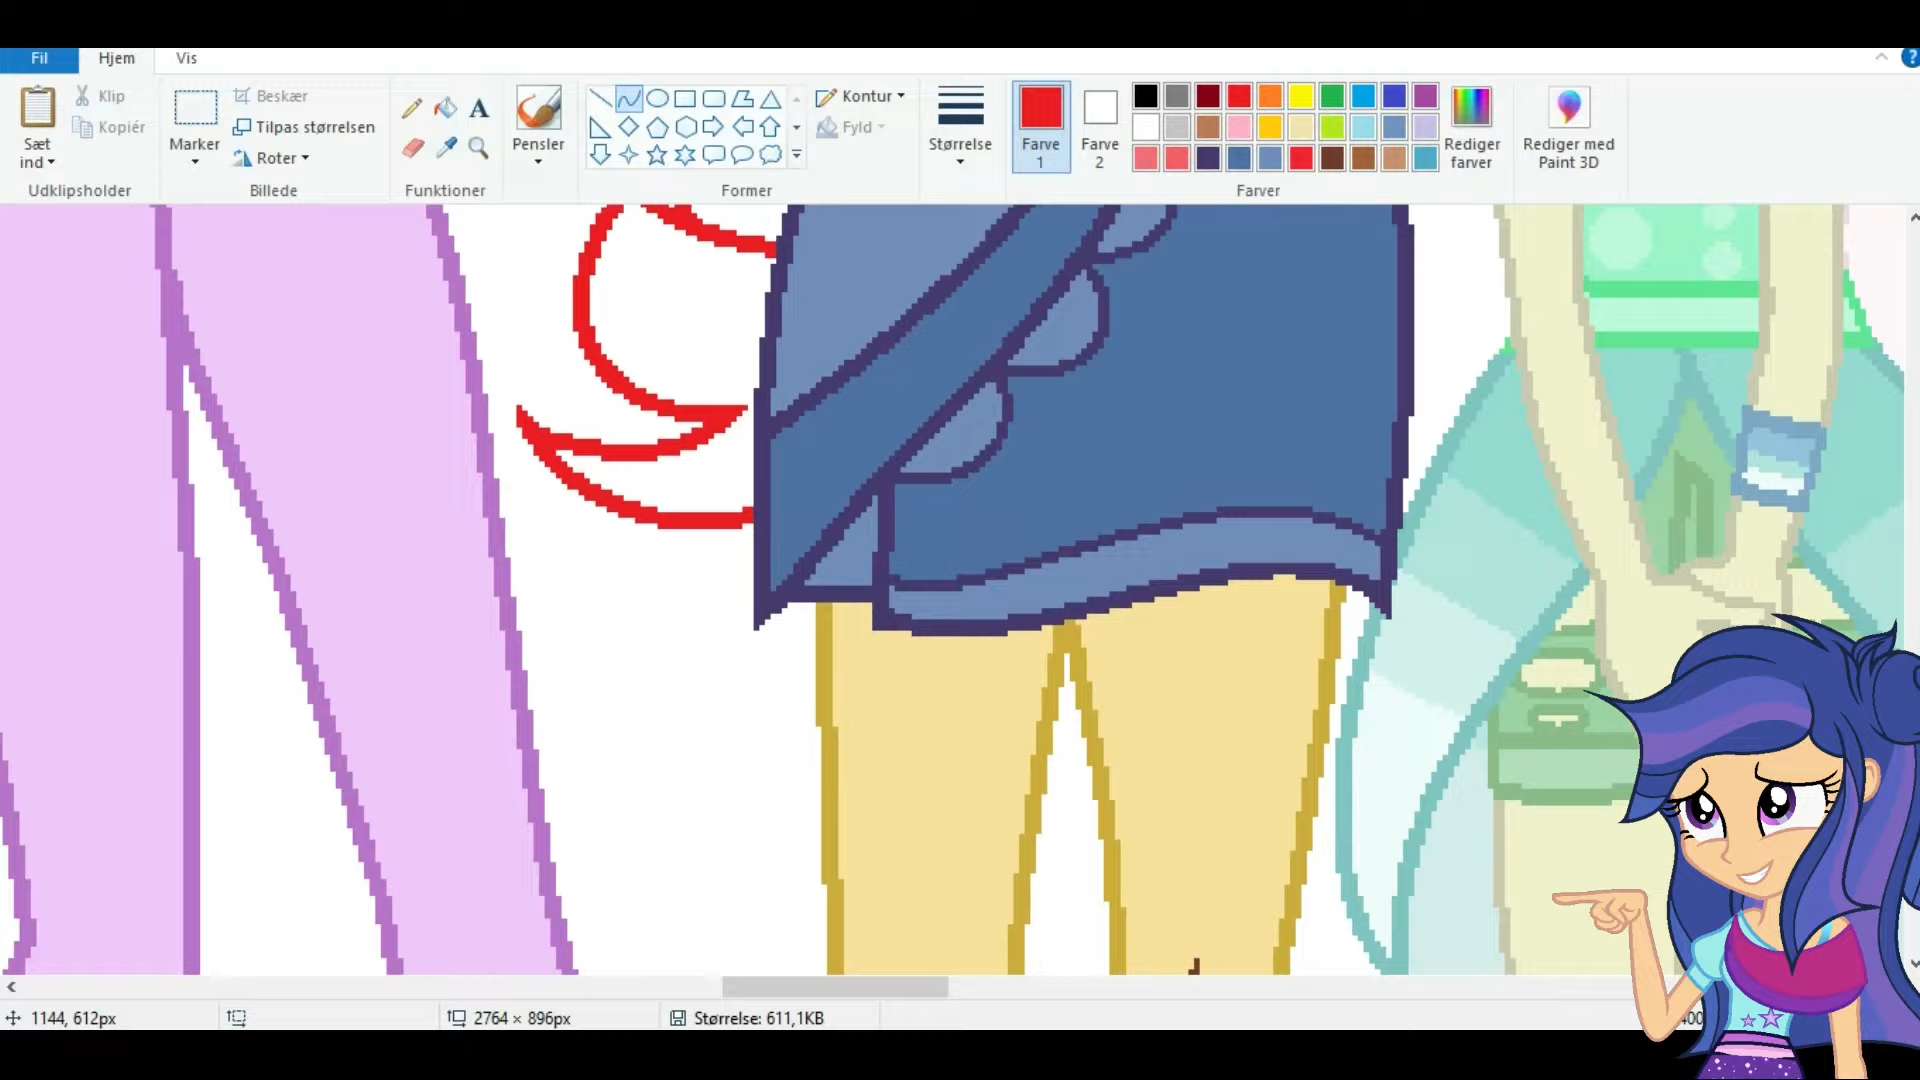 Fil Hjem Vis
?
Klip
Kopiér
Sæt
ind
Udklipsholder
Marker
Beskær
Tilpas størrelsen
Roter
Billede
A
Funktioner
Pensler
Kontur
Fyld
Former
Størrelse
Farve
1
Farve
2
Rediger
farver
Farver
Rediger med
Paint 3D
1144, 612px
2764 × 896px
Størrelse: 611,1KB
400